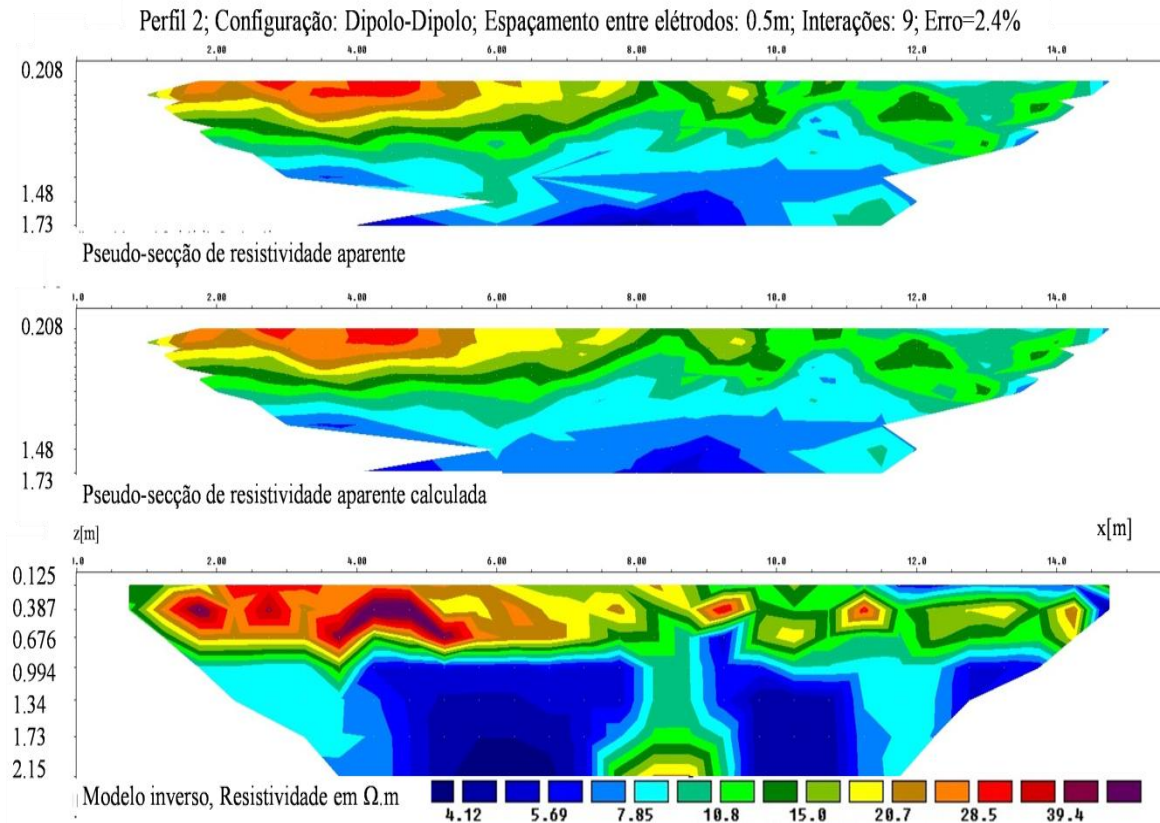 Perfil 2; Configuração: Dipolo-Dipolo; Espaçamento entre elétrodos: 0.5m; Interações: 9; Erro=2.4%
2.00 4.00 6.00 8.00 10.0 12.0 14.0
0.208
1.48
1.73
Pseudo-secção de resistividade aparente
1.0 2.00 4.00 6.00 8.00 10.0 12.0 14.0
0.208
1.48
1.73
Pseudo-secção de resistividade aparente calculada
z[m] x[m]
1.0 2.00 4.00 6.00 8.00 10.0 12.0 14.0
0.125
0.387
0.676
0.994
1.34
1.73
2.15
Modelo inverso, Resistividade em Ω.m
4.12 5.69 7.85 10.8 15.0 20.7 28.5 39.4